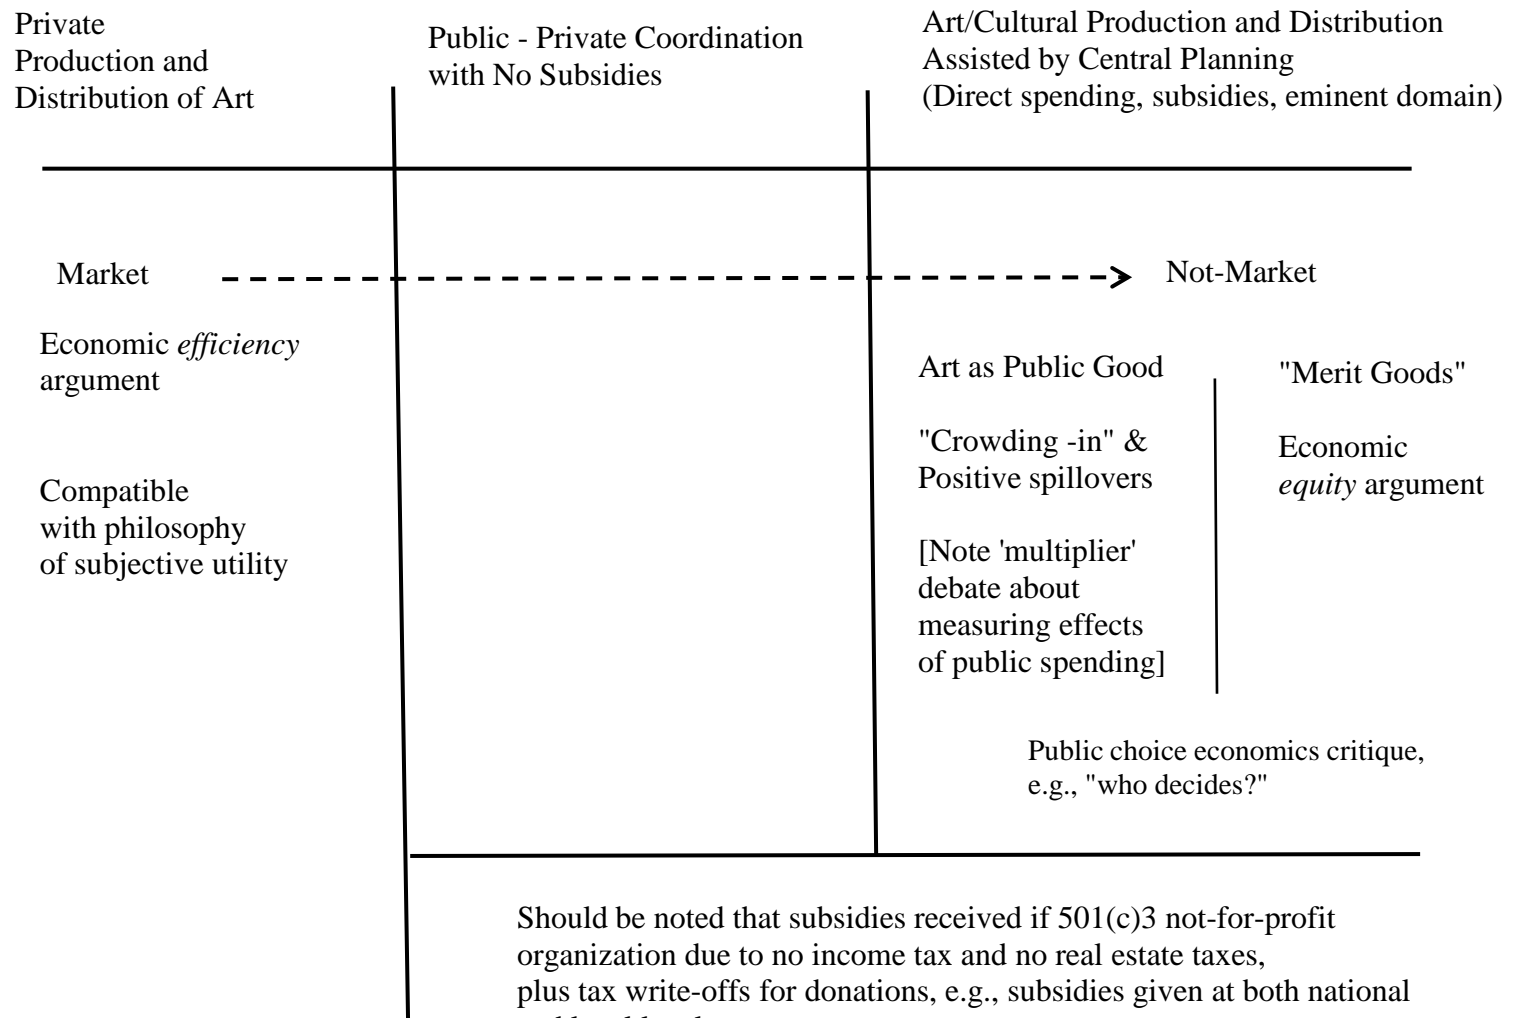 Private
Production and
Distribution of Art
Public - Private Coordination
with No Subsidies
Art/Cultural Production and Distribution
Assisted by Central Planning
(Direct spending, subsidies, eminent domain)
Market
Not-Market
Economic efficiency
argument
Compatible
with philosophy
of subjective utility
Art as Public Good
"Crowding -in" &
Positive spillovers
[Note 'multiplier'
debate about
measuring effects
of public spending]
"Merit Goods"
Economic
equity argument
Public choice economics critique,
e.g., "who decides?"
Should be noted that subsidies received if 501(c)3 not-for-profit
organization due to no income tax and no real estate taxes,
plus tax write-offs for donations, e.g., subsidies given at both national